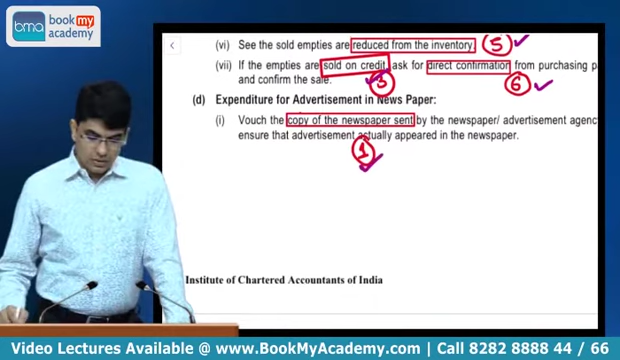 bma
book my
academy
(vi) See the sold empties are reduced from the inventory. 5
(vii) If the empties are sold on credit, ask for direct confirmation from purchasing pa
and confirm the sale. 3 6
(d) Expenditure for Advertisement in News Paper:
(i) Vouch the copy of the newspaper sent by the newspaper/ advertisement agenc
ensure that advertisement actually appeared in the newspaper.
1
Institute of Chartered Accountants of India
Video Lectures Available @ www.BookMyAcademy.com | Call 8282 8888 44 / 66